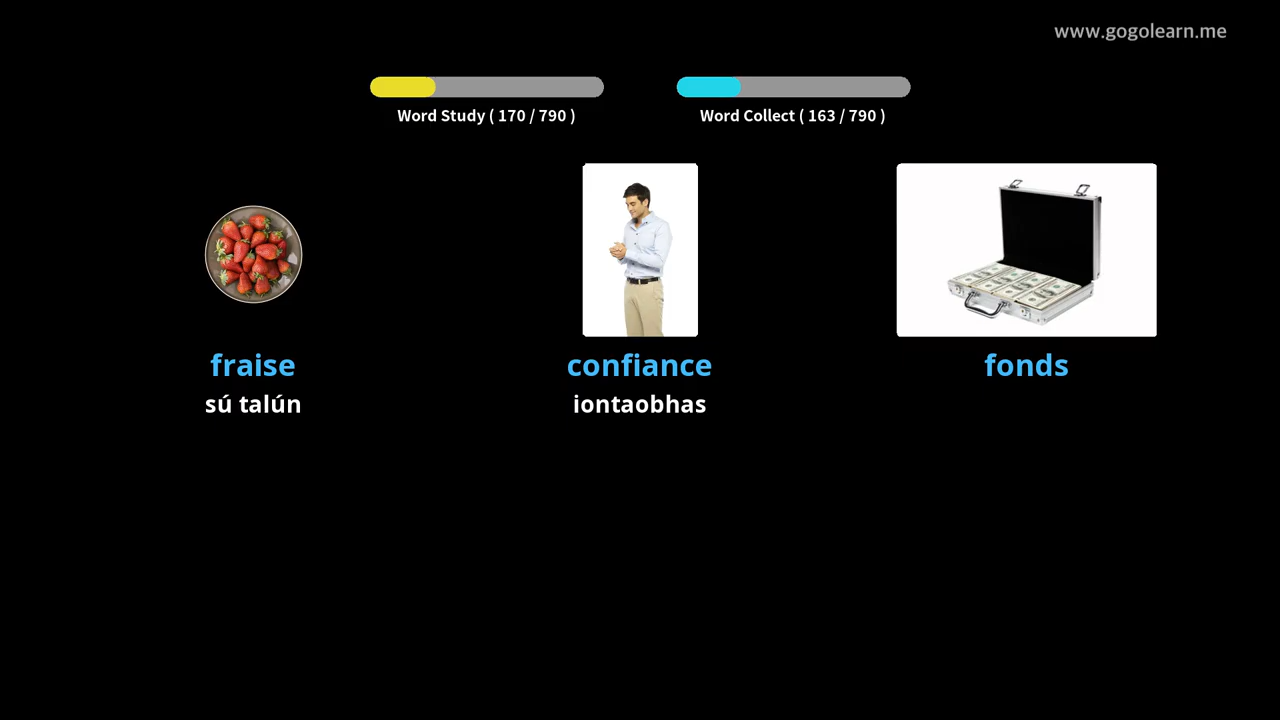 www.gogolearn.me
Word Study ( 170 / 790 )
Word Collect ( 163 / 790 )
fraise
confiance
fonds
sú talún
iontaobhas